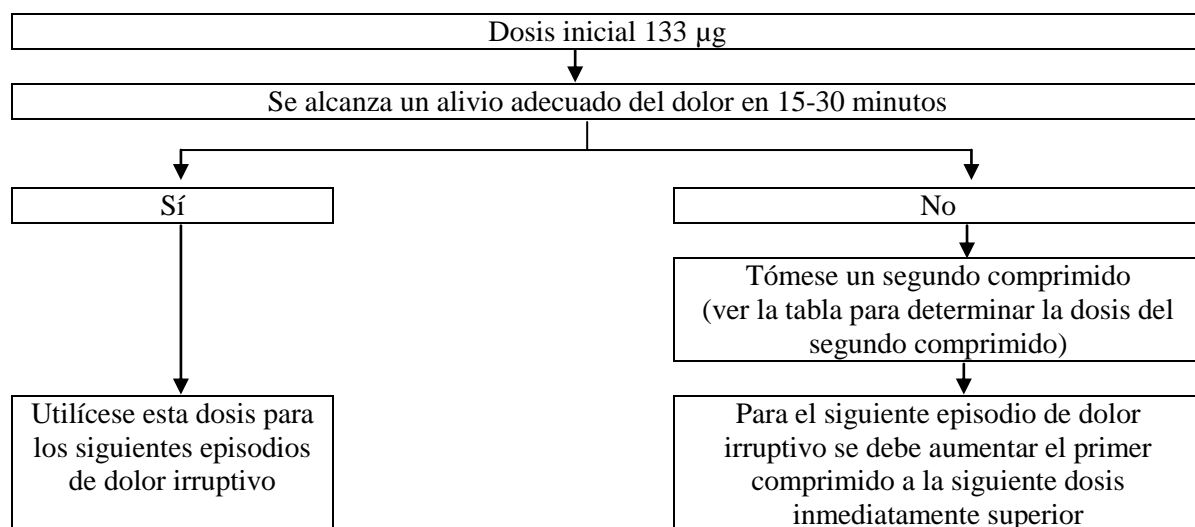 Dosis inicial 133 µg
Se alcanza un alivio adecuado del dolor en 15-30 minutos
Sí
No
Tómese un segundo comprimido
(ver la tabla para determinar la dosis del
segundo comprimido)
Utilícese esta dosis para
los siguientes episodios
de dolor irruptivo
Para el siguiente episodio de dolor
irruptivo se debe aumentar el primer
comprimido a la siguiente dosis
inmediatamente superior